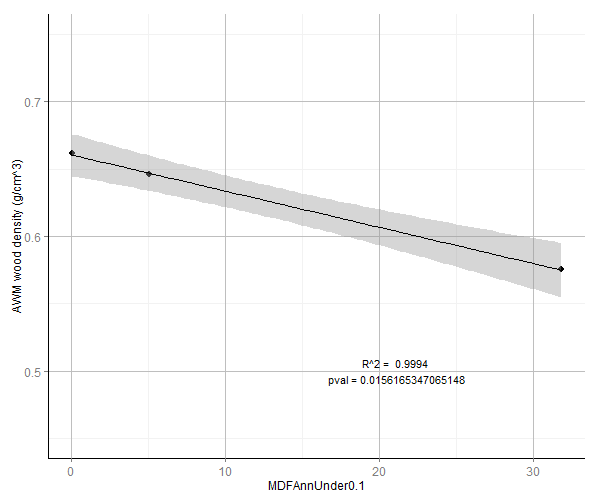 AWM wood density (g/cm^3)
0.7
0.6
0.5
R^2 =  0.9994
pval = 0.0156165347065148
0
10
20
30
MDFAnnUnder0.1